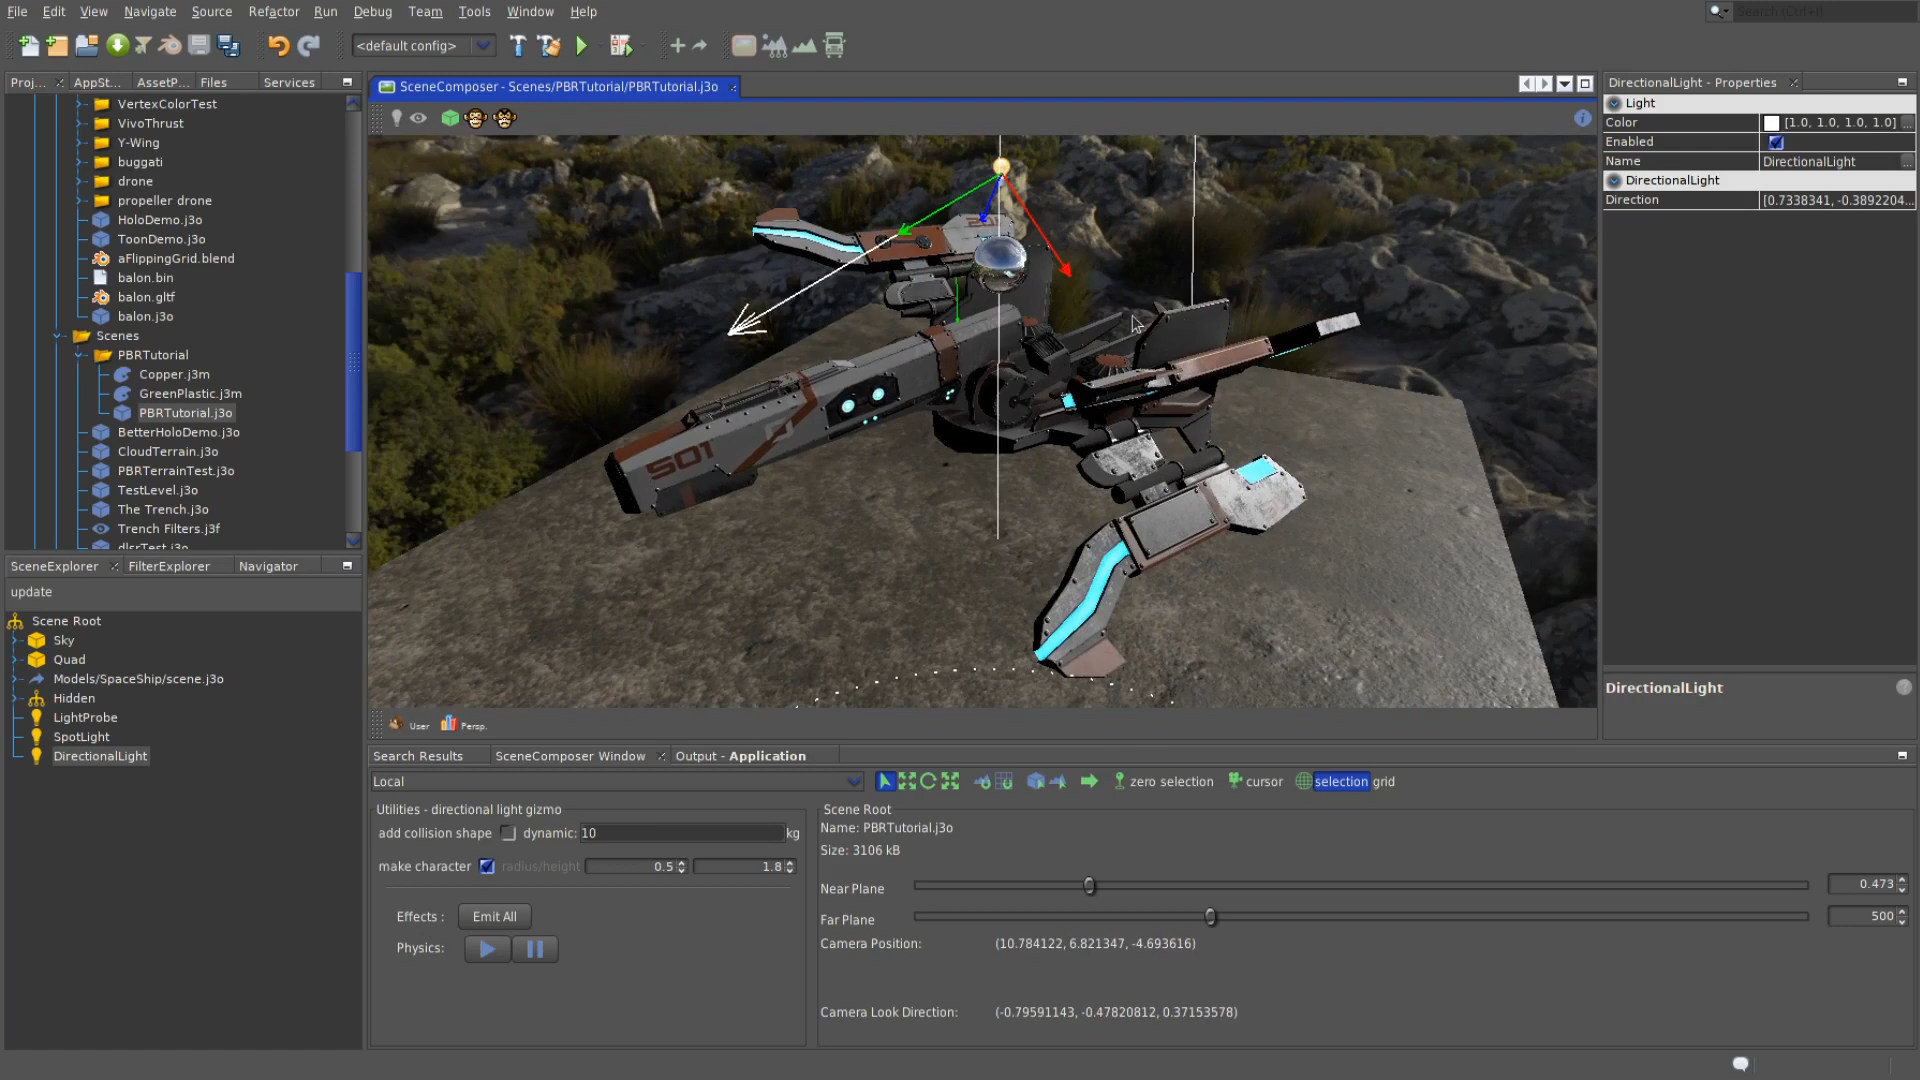 File Edit View Navigate Source Refactor Run Debug Team Tools Window Help
Search (Ctrl+I)
<default config>
Proj... AppSt... AssetP... Files Services
VertexColorTest
VivoThrust
Y-Wing
buggati
drone
propeller drone
HoloDemo.j3o
ToonDemo.j3o
aFlippingGrid.blend
balon.bin
balon.gltf
balon.j3o
Scenes
PBRTutorial
Copper.j3m
GreenPlastic.j3m
PBRTutorial.j3o
BetterHoloDemo.j3o
CloudTerrain.j3o
PBRTerrainTest.j3o
TestLevel.j3o
The Trench.j3o
Trench Filters.j3f
dlsrTest.j3o
SceneExplorer FilterExplorer Navigator
update
Scene Root
Sky
Quad
Models/SpaceShip/scene.j3o
Hidden
LightProbe
SpotLight
DirectionalLight
SceneComposer - Scenes/PBRTutorial/PBRTutorial.j3o
S01
User Persp.
Search Results SceneComposer Window Output - Application
Local
zero selection cursor selection grid
Utilities - directional light gizmo
add collision shape dynamic: 10 kg
make character radius/height 0.5 1.8
Effects : Emit All
Physics:
Scene Root
Name: PBRTutorial.j3o
Size: 3106 kB
Near Plane 0.473
Far Plane 500
Camera Position: (10.784122, 6.821347, -4.693616)
Camera Look Direction: (-0.79591143, -0.47820812, 0.37153578)
DirectionalLight - Properties
Light
Color [1.0, 1.0, 1.0, 1.0] ...
Enabled
Name DirectionalLight ...
DirectionalLight
Direction [0.7338341, -0.3892204...
DirectionalLight